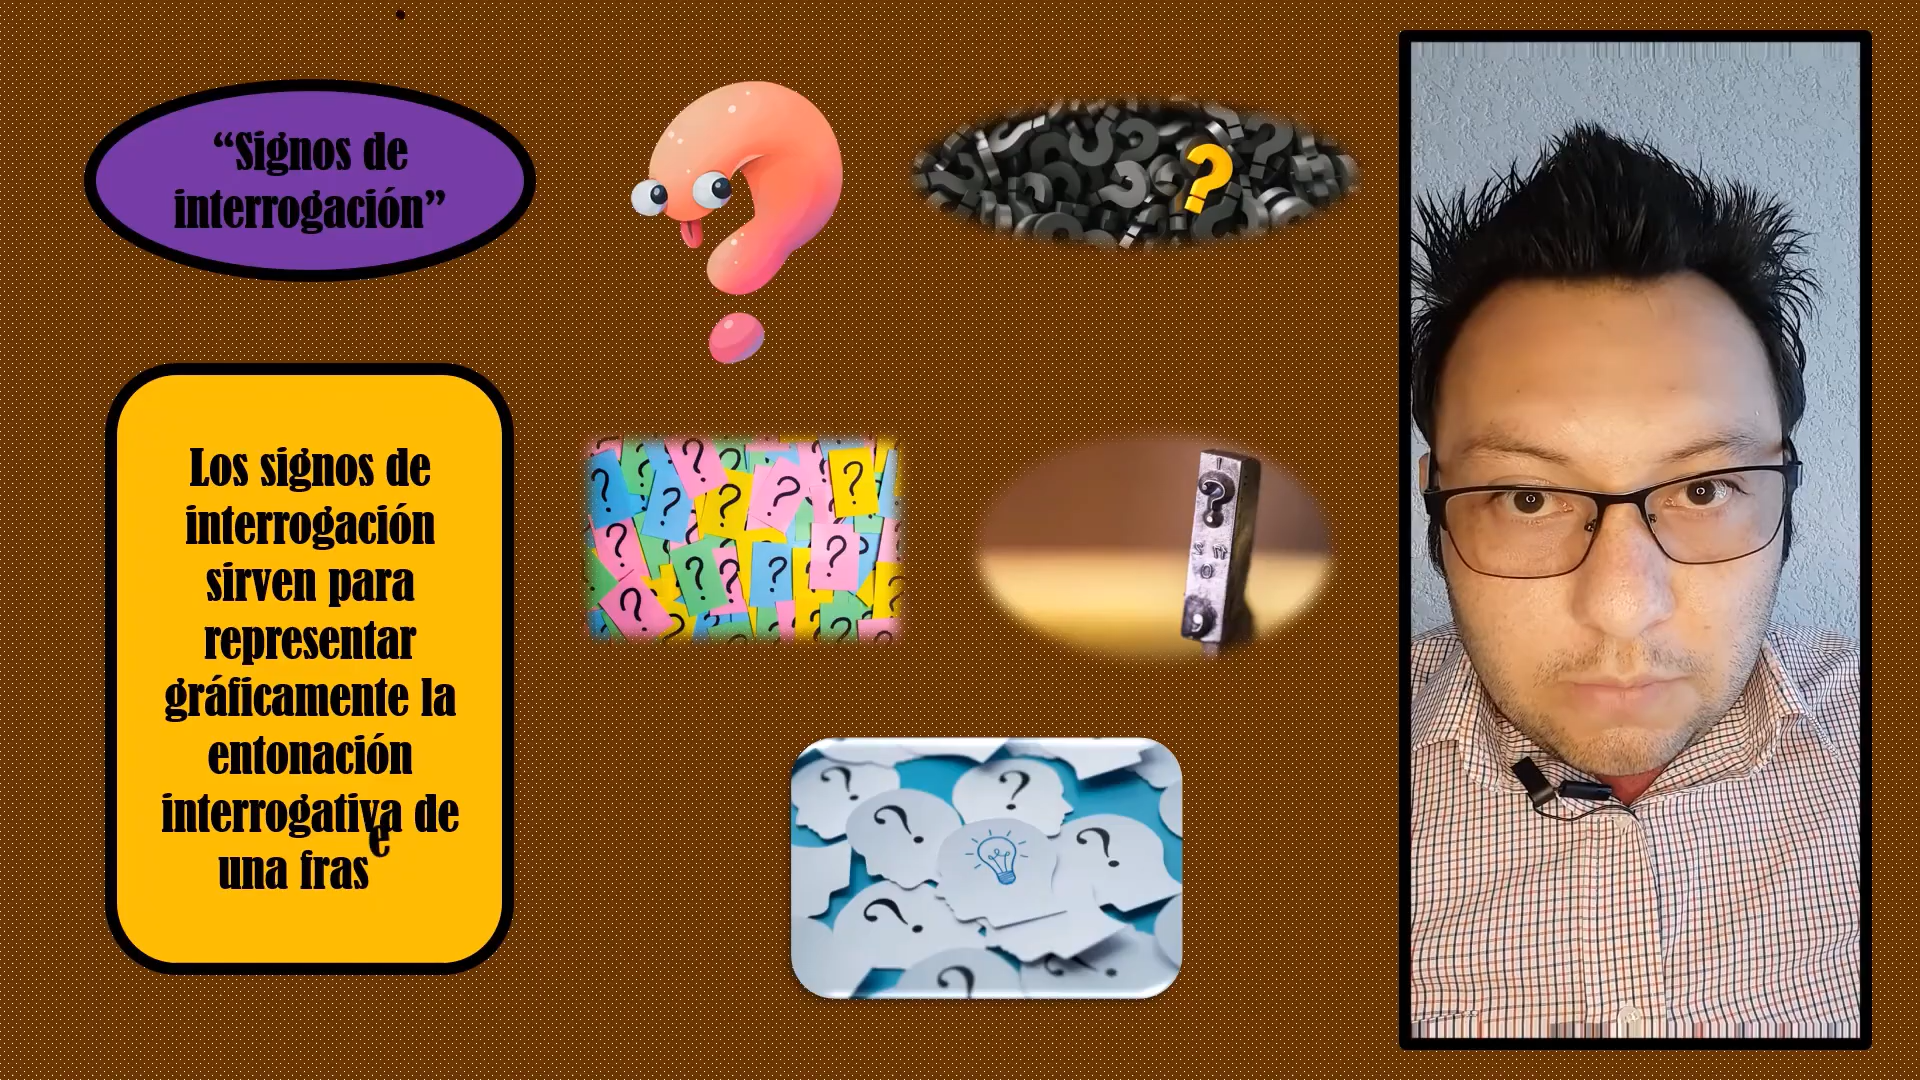 “Signos de
interrogación”
Los signos de
interrogación
sirven para
representar
gráficamente la
entonación
interrogativa de
una frase